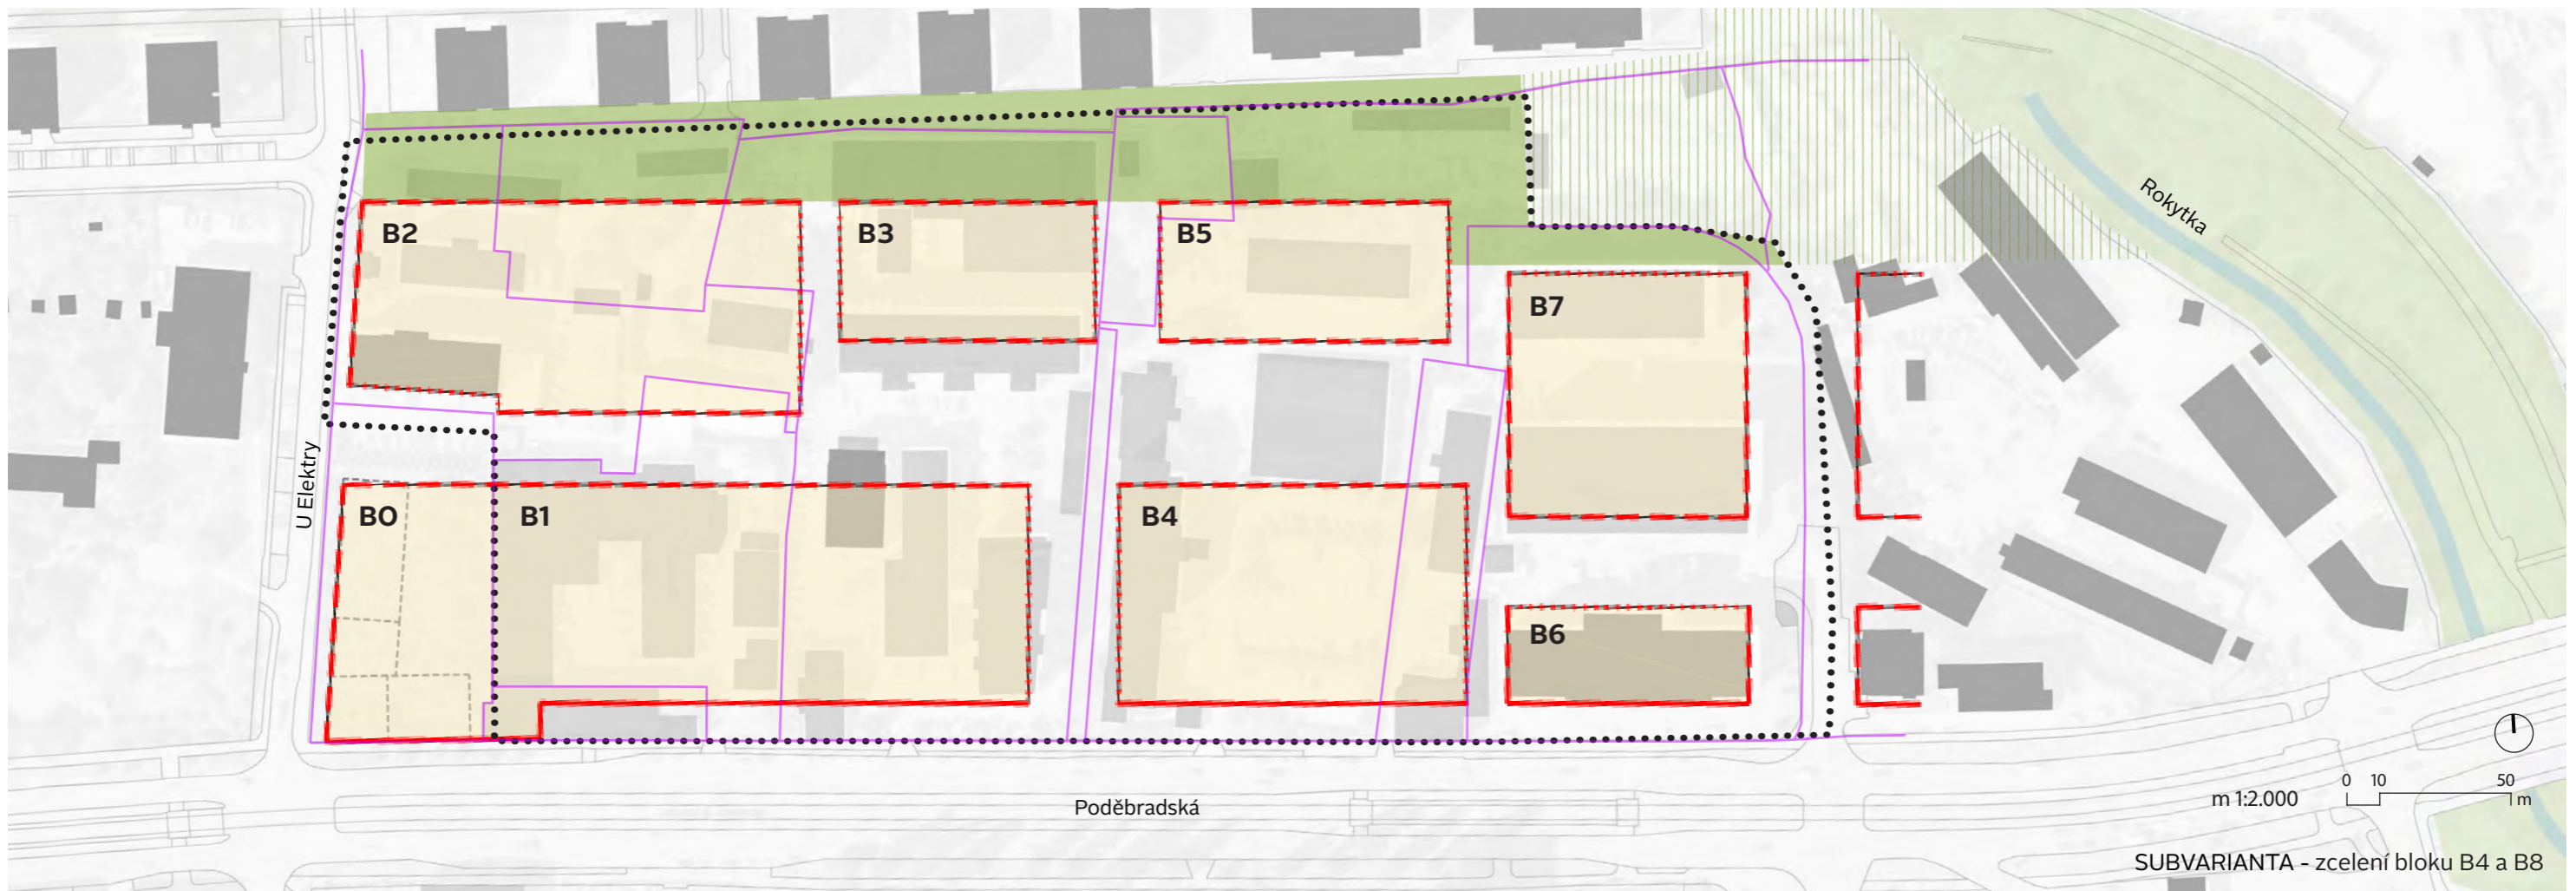 Rokytka
B2
B3
B5
B7
U Elektry
B0
B1
B4
B6
Poděbradská
m 1:2.000
0 10 50
m
SUBVARIANTA - zcelení bloku B4 a B8